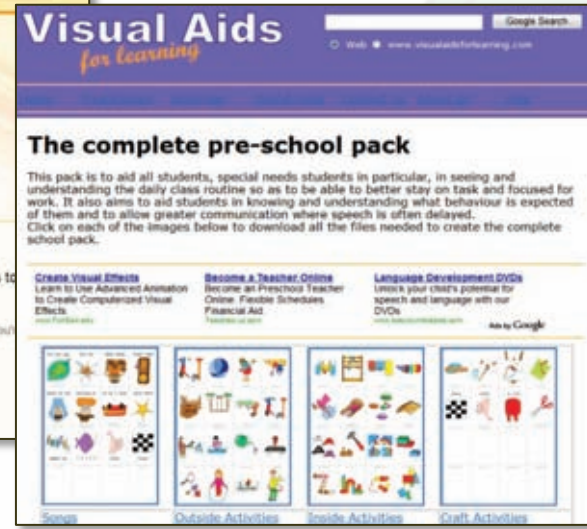 Visual Aids
for learning
Google Search
Web www.visualaidsforlearning.com
The complete pre-school pack
This pack is to aid all students, special needs students in particular, in seeing and
understanding the daily class routine so as to be able to better stay on task and focused for
work. It also aims to aid students in knowing and understanding what behaviour is expected
of them and to allow greater communication where speech is often delayed.
Click on each of the images below to download all the files needed to create the complete
school pack.
Create Visual Effects
Learn to Use Advanced Animation
to Create Computerized Visual
Effects
Become a Teacher Online
Become an Preschool Teacher
Online. Flexible Schedules
Financial Aid
Language Development DVDs
Unlock your child's potential for
speech and language with our
DVDs
Ads by Google
Songs
Outside Activities
Inside Activities
Craft Activities